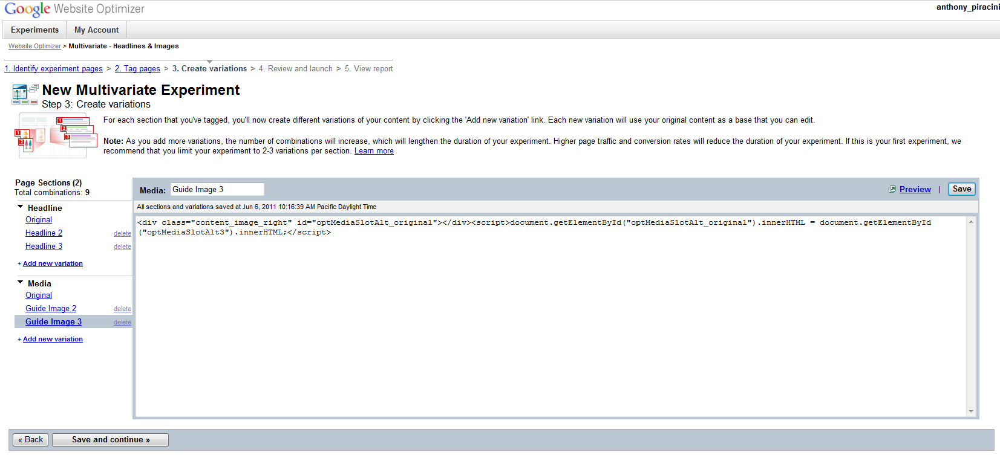 Google Website Optimizer
anthony_piracini
Experiments
My Account
Website Optimizer > Multivariate - Headlines & Images
1. Identify experiment pages > 2. Tag pages > 3. Create variations > 4. Review and launch > 5. View report
New Multivariate Experiment
Step 3: Create variations
For each section that you've tagged, you'll now create different variations of your content by clicking the 'Add new variation' link. Each new variation will use your original content as a base that you can edit.
Note: As you add more variations, the number of combinations will increase, which will lengthen the duration of your experiment. Higher page traffic and conversion rates will reduce the duration of your experiment. If this is your first experiment, we
recommend that you limit your experiment to 2-3 variations per section. Learn more
1
2
3
1
2
Page Sections (2)
Total combinations: 9
Headline
Original
Headline 2 delete
Headline 3 delete
+ Add new variation
Media
Original
Guide Image 2 delete
Guide Image 3 delete
+ Add new variation
Media: Guide Image 3
Preview | Save
All sections and variations saved at Jun 6, 2011 10:16:39 AM Pacific Daylight Time
<div class="content_image_right" id="optMediaSlotAlt_original"></div><script>document.getElementById("optMediaSlotAlt_original").innerHTML = document.getElementById
("optMediaSlotAlt3").innerHTML;</script>
« Back
Save and continue »